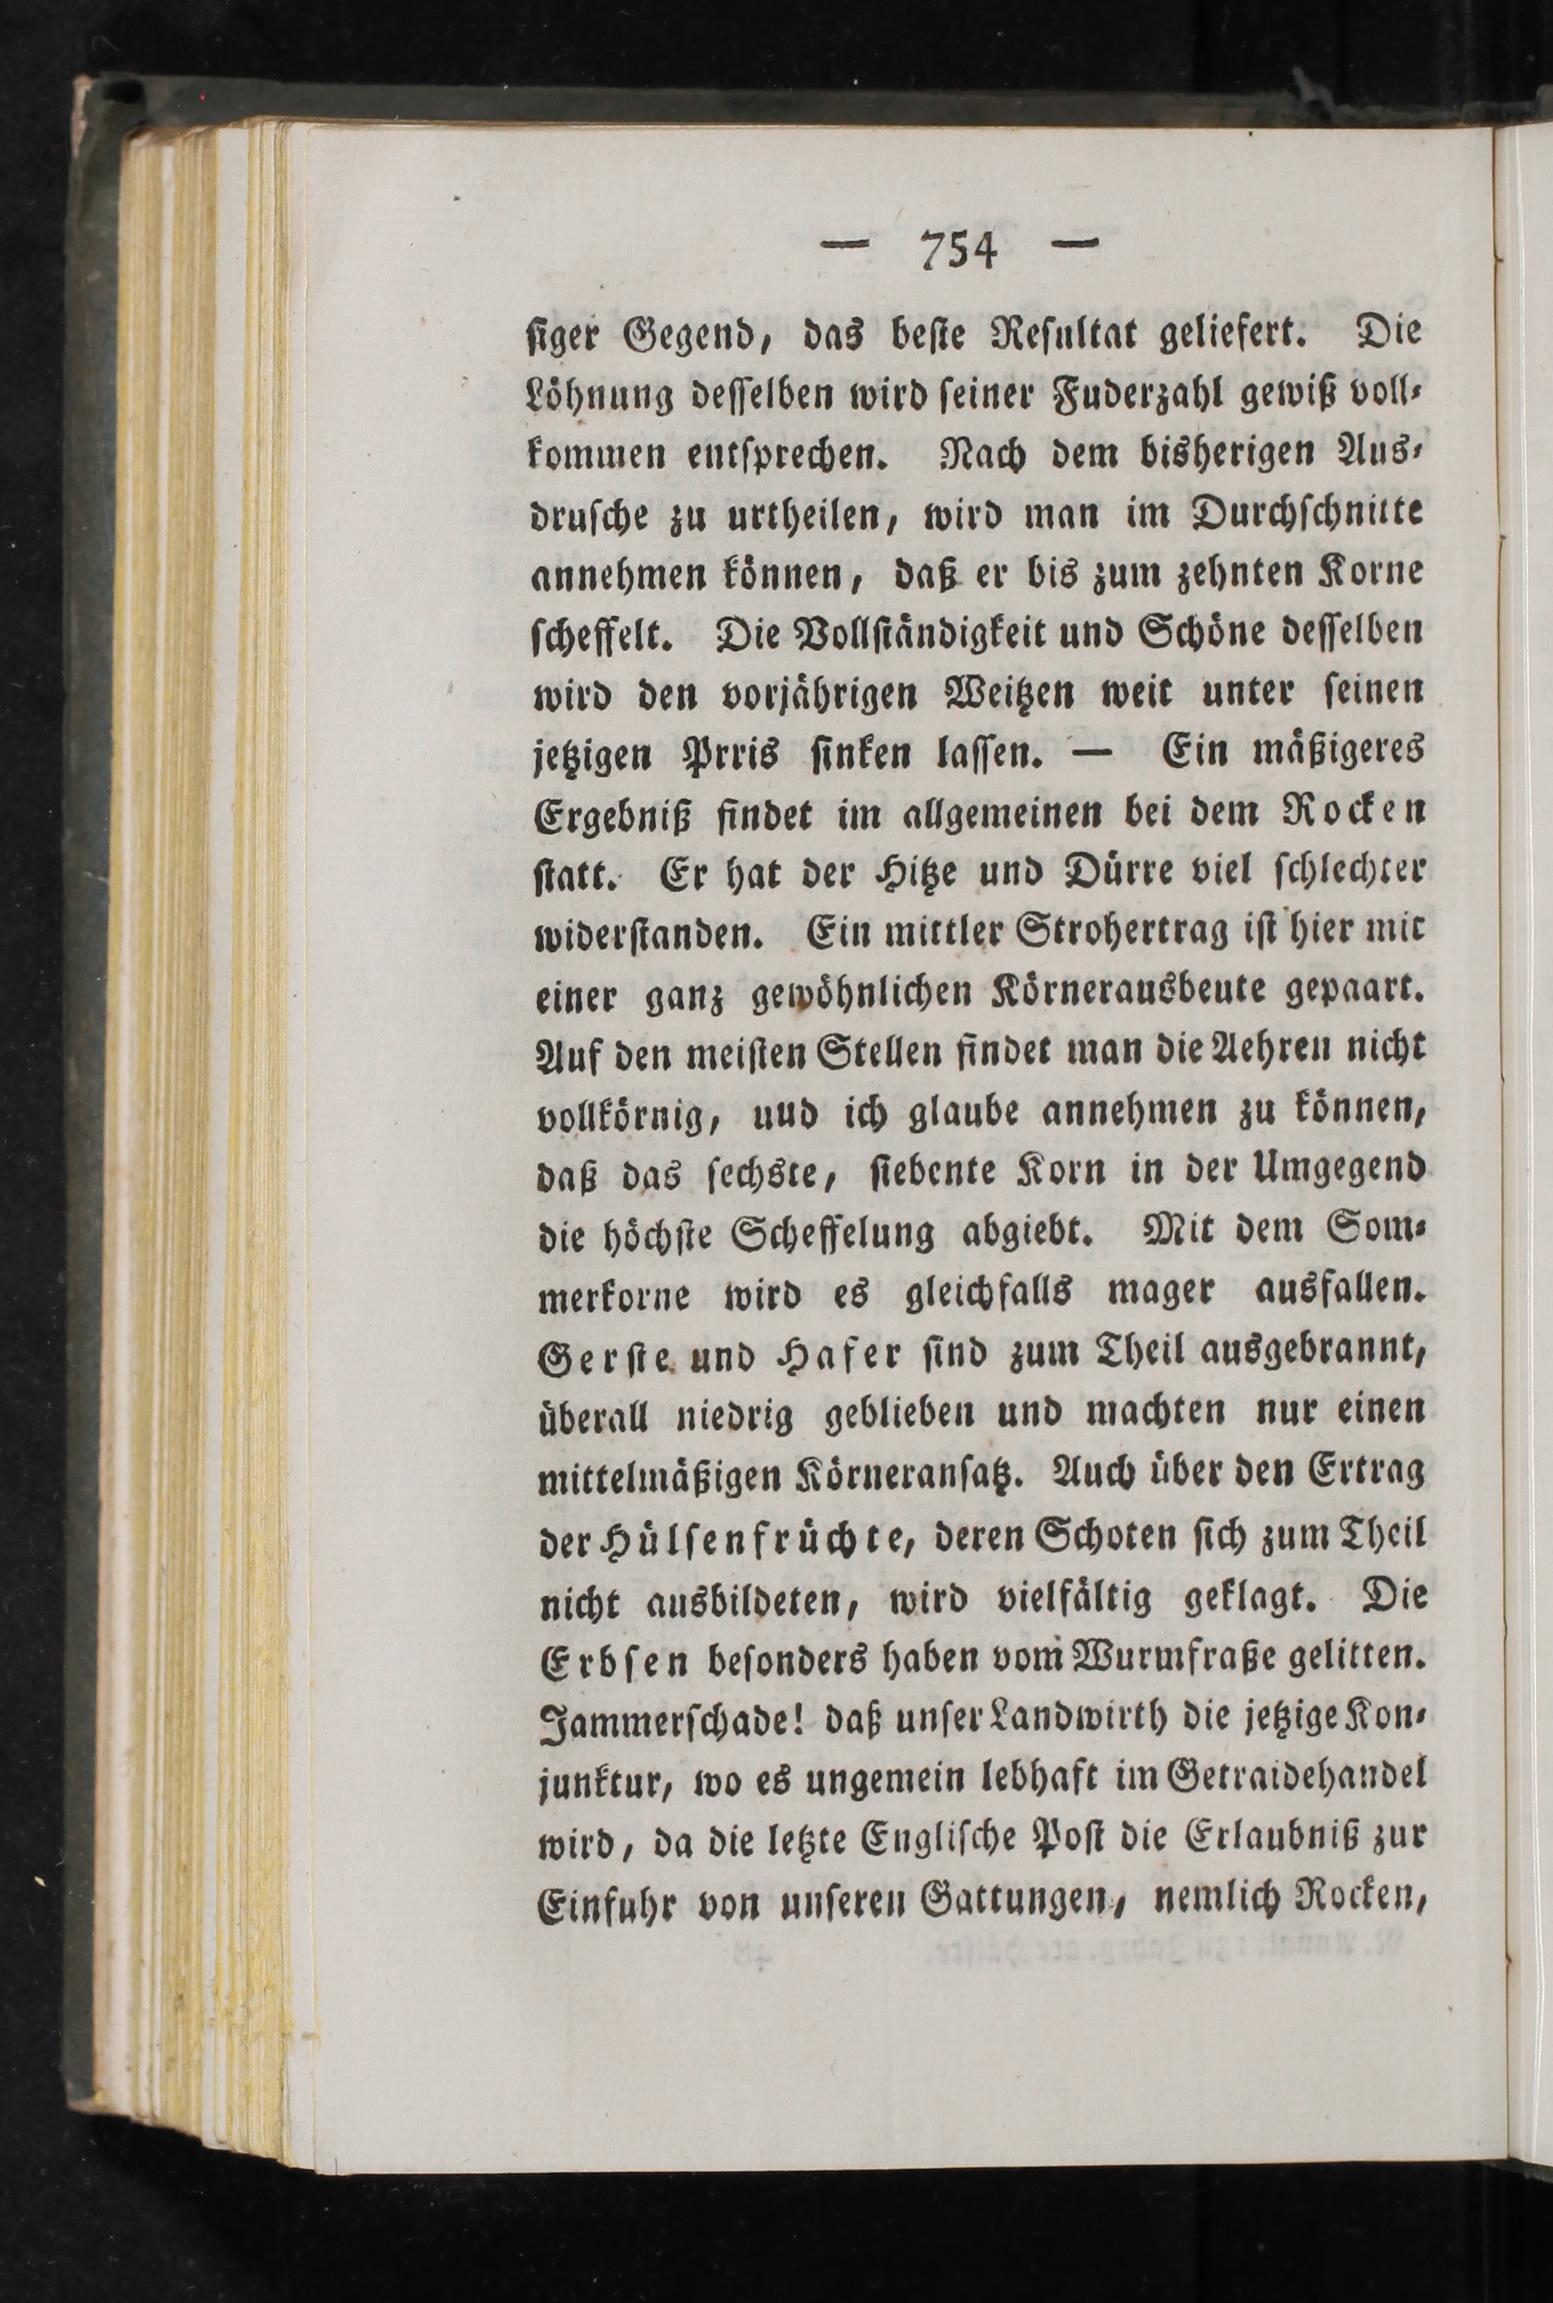 — 754 —
ſiger Gegend, das beſte Reſultat geliefert. Die
Löhnung deſſelben wird ſeiner Fuderzahl gewiß voll⸗
kommen entſprechen. Nach dem bisherigen Aus⸗
druſche zu urtheilen, wird man im Durchſchnitte
annehmen können, daß er bis zum zehnten Korne
ſcheffelt. Die Vollſtändigkeit und Schöne deſſelben
wird den vorjährigen Weitzen weit unter ſeinen
jetzigen Prris ſinken laſſen. — Ein mäßigeres
Ergebniß findet im allgemeinen bei dem Rocken
ſtatt. Er hat der Hitze und Dürre viel ſchlechter
widerſtanden. Ein mittler Strohertrag iſt hier mit
einer ganz gewöhnlichen Körnerausbeute gepaart.
Auf den meiſten Stellen findet man die Aehren nicht
vollkörnig, uud ich glaube annehmen zu können,
daß das ſechste, ſiebente Korn in der Umgegend
die höchſte Scheffelung abgiebt. Mit dem Som⸗
merkorne wird es gleichfalls mager ausfallen.
Gerſte und Hafer ſind zum Theil ausgebrannt,
überall niedrig geblieben und machten nur einen
mittelmäßigen Körneranſatz. Auch über den Ertrag
der Hülſenfrüchte, deren Schoten ſich zum Theil
nicht ausbildeten, wird vielfältig geklagt. Die
Erbſen beſonders haben vom Wurmfraße gelitten.
Jammerſchade! daß unſer Landwirth die jetzige Kon⸗
junktur, wo es ungemein lebhaft im Getraidehandel
wird, da die letzte Engliſche Poſt die Erlaubniß zur
Einfuhr von unſeren Gattungen, nemlich Rocken,